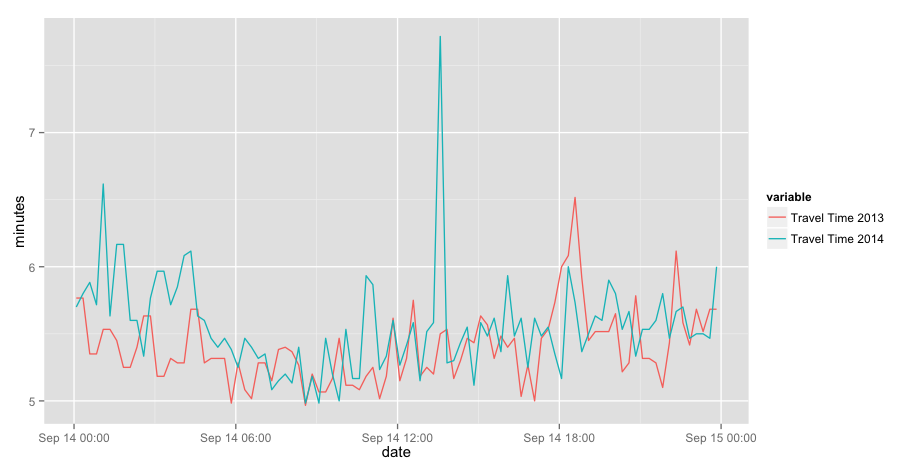 7
6
5
minutes
Sep 14 00:00
Sep 14 06:00
Sep 14 12:00
Sep 14 18:00
Sep 15 00:00
date
variable
Travel Time 2013
Travel Time 2014